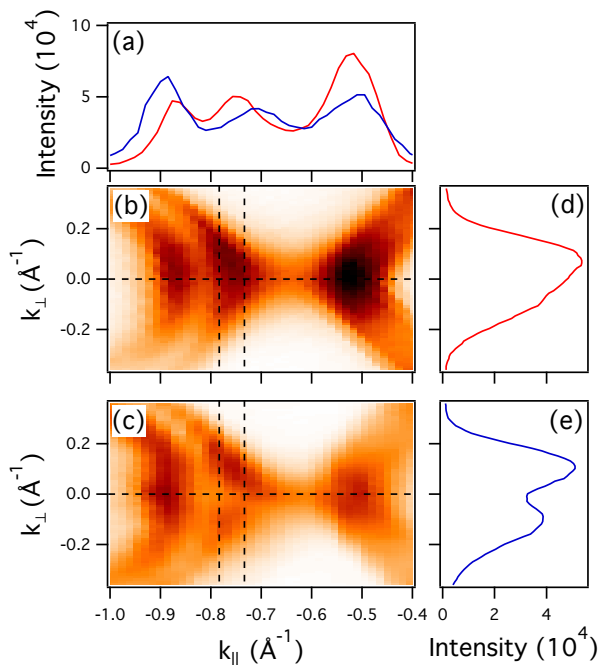 (a)
Intensity (10⁴)
10
5
0
(b)
k⊥ (Å⁻¹)
0.2
0.0
-0.2
(d)
(c)
k⊥ (Å⁻¹)
0.2
0.0
-0.2
(e)
-1.0 -0.9 -0.8 -0.7 -0.6 -0.5 -0.4
0 2 4
k|| (Å⁻¹)
Intensity (10⁴)